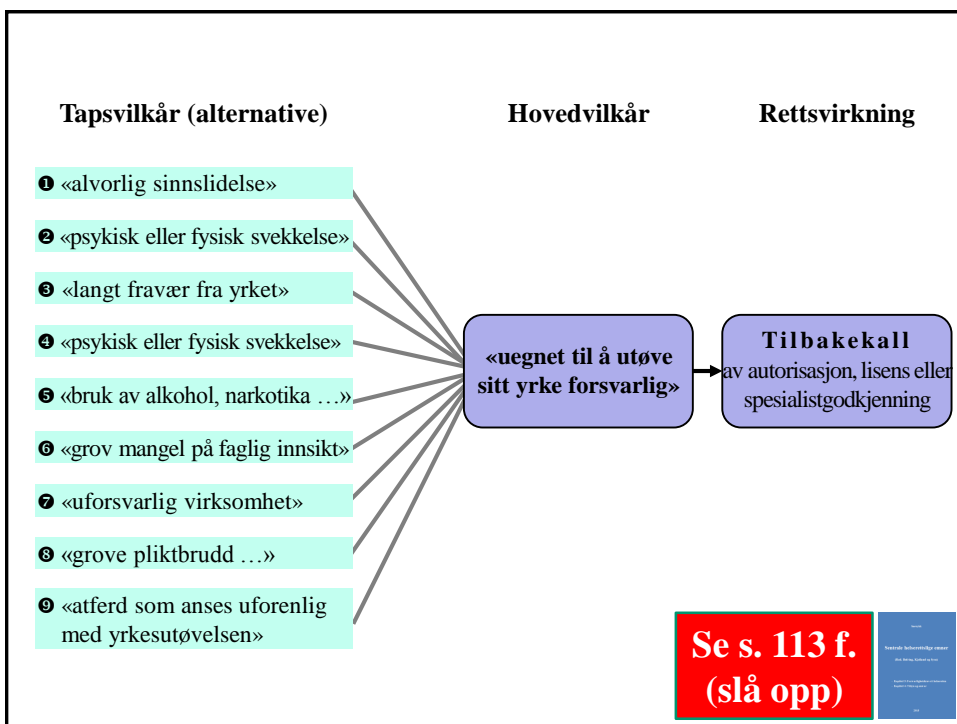 Tapsvilkår (alternative)
Hovedvilkår
Rettsvirkning
❶ «alvorlig sinnslidelse»
❷ «psykisk eller fysisk svekkelse»
❸ «langt fravær fra yrket»
❹ «psykisk eller fysisk svekkelse»
❺ «bruk av alkohol, narkotika …»
❻ «grov mangel på faglig innsikt»
❼ «uforsvarlig virksomhet»
❽ «grove pliktbrudd …»
❾ «atferd som anses uforenlig
med yrkesutøvelsen»
«uegnet til å utøve
sitt yrke forsvarlig»
Tilbakekall
av autorisasjon, lisens eller
spesialistgodkjenning
Se s. 113 f.
(slå opp)
Sentrale helserettslige emner